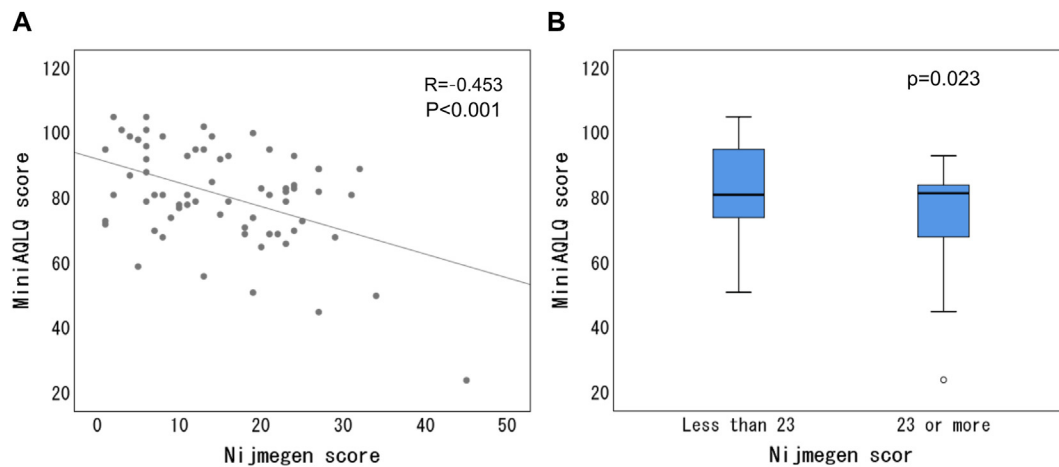 A
R=-0.453
P<0.001
MiniAQLQ score
120
100
80
60
40
20
0 10 20 30 40 50
Nijmegen score
B
p=0.023
MiniAQLQ score
120
100
80
60
40
20
Less than 23 23 or more
Nijmegen scor